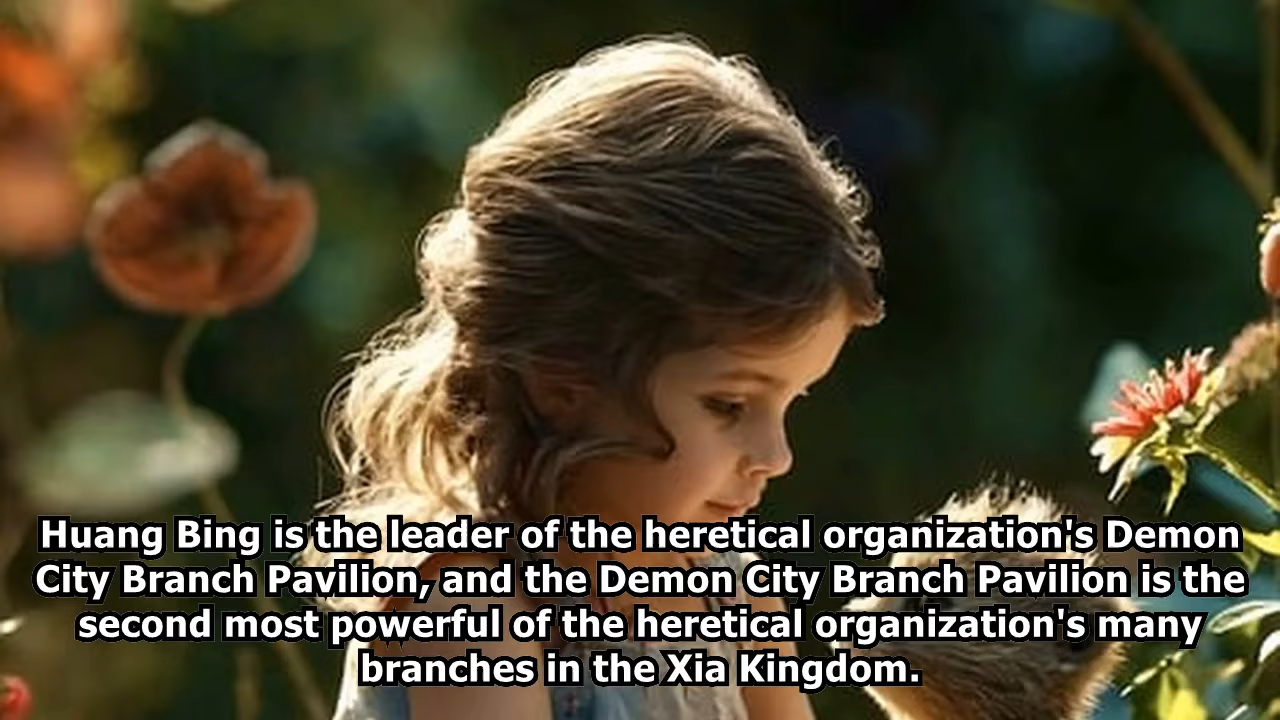 Huang Bing is the leader of the heretical organization's Demon
City Branch Pavilion, and the Demon City Branch Pavilion is the
second most powerful of the heretical organization's many
branches in the Xia Kingdom.